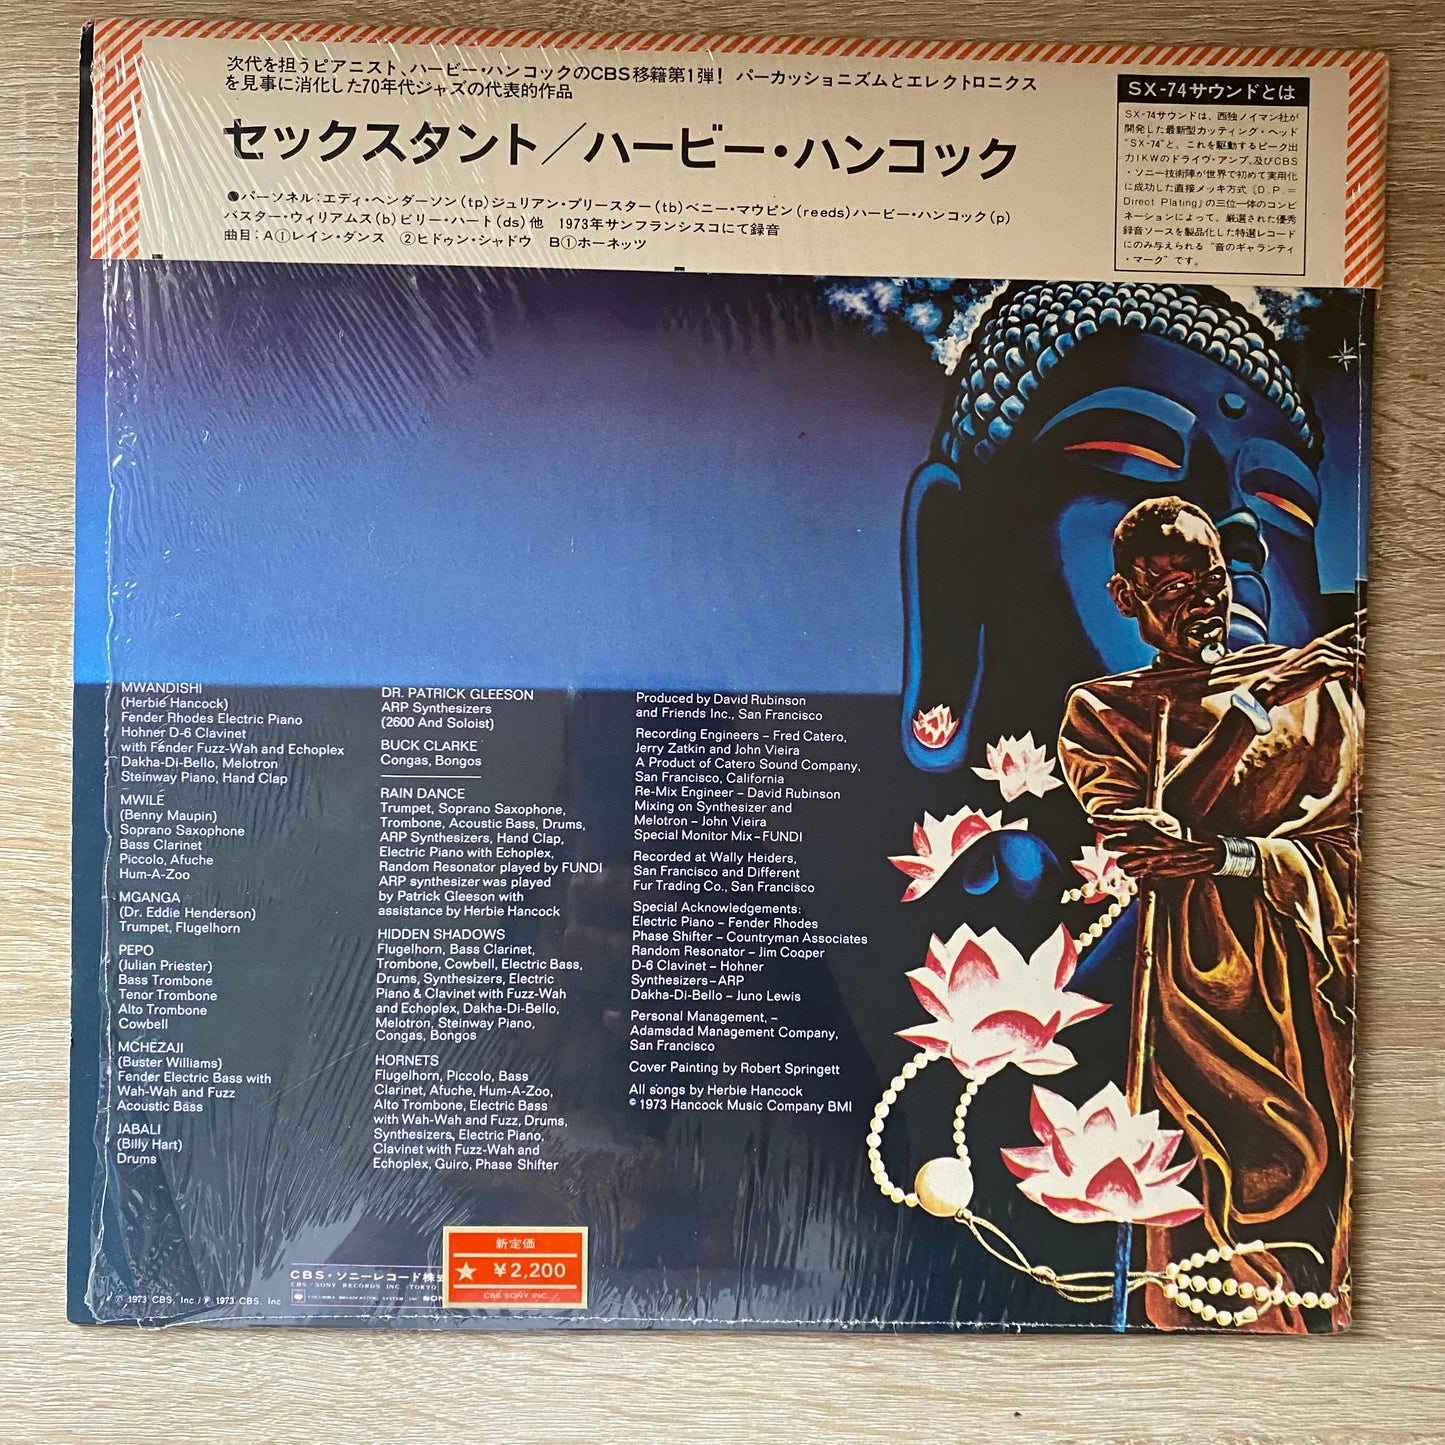 次代を担うピアニスト、ハービー・ハンコックのCBS移籍第1弾! パーカッショニズムとエレクトロニクス
を見事に消化した70年代ジャズの代表的作品
セックスタント/ハービー・ハンコック
●パーソネル:エディ・ヘンダーソン(tp)ジュリアン・プリースター(tb)ベニー・マウピン(reeds)ハービー・ハンコック(p)
バスター・ウィリアムス(b)ビリー・ハート(ds)他 1973年サンフランシスコにて録音
曲目:A①レイン・ダンス ②ヒドゥン・シャドウ B①ホーネッツ
SX-74サウンドとは
SX-74サウンドは、西独ノイマン社が
開発した最新型カッティング・ヘッド
"SX-74"と、これを駆動するピーク出
力1KWのドライヴ・アンプ、及びCBS
・ソニー技術陣が世界で初めて実用化
に成功した直接メッキ方式〔D.P.=
Direct Plating〕の三位一体のコンビ
ネーションによって、厳選された優秀
録音ソースを製品化した特選レコード
にのみ与えられる"音のギャランティ
・マーク"です。
MWANDISHI
(Herbie Hancock)
Fender Rhodes Electric Piano
Hohner D-6 Clavinet
with Fender Fuzz-Wah and Echoplex
Dakha-Di-Bello, Melotron
Steinway Piano, Hand Clap
MWILE
(Benny Maupin)
Soprano Saxophone
Bass Clarinet
Piccolo, Afuche
Hum-A-Zoo
MGANGA
(Dr. Eddie Henderson)
Trumpet, Flugelhorn
PEPO
(Julian Priester)
Bass Trombone
Tenor Trombone
Alto Trombone
Cowbell
MCHEZAJI
(Buster Williams)
Fender Electric Bass with
Wah-Wah and Fuzz
Acoustic Bass
JABALI
(Billy Hart)
Drums
DR. PATRICK GLEESON
ARP Synthesizers
(2600 And Soloist)
BUCK CLARKE
Congas, Bongos
RAIN DANCE
Trumpet, Soprano Saxophone,
Trombone, Acoustic Bass, Drums,
ARP Synthesizers, Hand Clap,
Electric Piano with Echoplex,
Random Resonator played by FUNDI
ARP synthesizer was played
by Patrick Gleeson with
assistance by Herbie Hancock
HIDDEN SHADOWS
Flugelhorn, Bass Clarinet,
Trombone, Cowbell, Electric Bass,
Drums, Synthesizers, Electric
Piano & Clavinet with Fuzz-Wah
and Echoplex, Dakha-Di-Bello,
Melotron, Steinway Piano,
Congas, Bongos
HORNETS
Flugelhorn, Piccolo, Bass
Clarinet, Afuche, Hum-A-Zoo,
Alto Trombone, Electric Bass
with Wah-Wah and Fuzz, Drums,
Synthesizers, Electric Piano,
Clavinet with Fuzz-Wah and
Echoplex, Guiro, Phase Shifter
Produced by David Rubinson
and Friends Inc., San Francisco
Recording Engineers – Fred Catero,
Jerry Zatkin and John Vieira
A Product of Catero Sound Company,
San Francisco, California
Re-Mix Engineer – David Rubinson
Mixing on Synthesizer and
Melotron – John Vieira
Special Monitor Mix – FUNDI
Recorded at Wally Heiders,
San Francisco and Different
Fur Trading Co., San Francisco
Special Acknowledgements:
Electric Piano – Fender Rhodes
Phase Shifter – Countryman Associates
Random Resonator – Jim Cooper
D-6 Clavinet – Hohner
Synthesizers – ARP
Dakha-Di-Bello – Juno Lewis
Personal Management, –
Adamsdad Management Company,
San Francisco
Cover Painting by Robert Springett
All songs by Herbie Hancock
© 1973 Hancock Music Company BMI
新定価
★ ¥2,200
CBS SONY INC.
CBS・ソニーレコード株式
CBS / SONY RECORDS INC. (TOKYO
COLUMBIA BROADCASTING SYSTEM, INC.
© 1973 CBS, Inc./ ℗ 1973 CBS, Inc